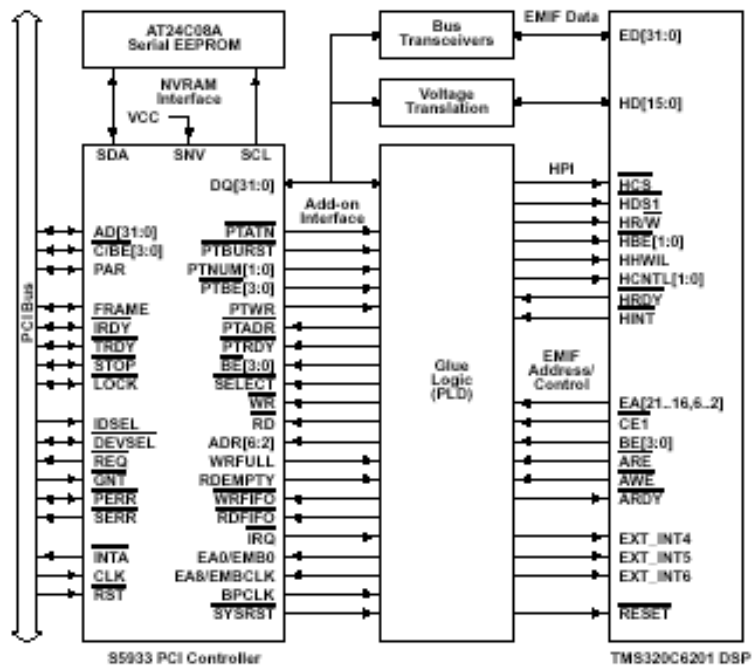 AT24C08A
Serial EEPROM
Bus
Transceivers
EMIF Data
ED[31:0]
NVRAM
Interface
VCC
Voltage
Translation
HD[15:0]
SDA
SNV
SCL
DQ[31:0]
Add-on
Interface
HPI
PCI Bus
AD[31:0]
C/BE[3:0]
PAR
FRAME
IRDY
TRDY
STOP
LOCK
IDSEL
DEVSEL
REQ
GNT
PERR
SERR
INTA
CLK
RST
PTATN
PTBURST
PTNUM[1:0]
PTBE[3:0]
PTWR
PTADR
PTRDY
BE[3:0]
SELECT
WR
RD
ADR[6:2]
WRFULL
RDEMPTY
WRFIFO
RDFIFO
IRQ
EA0/EMB0
EA8/EMBCLK
BPCLK
SYSRST
Glue
Logic
(PLD)
HCS
HDS1
HR/W
HBE[1:0]
HHWIL
HCNTL[1:0]
HRDY
HINT
EMIF
Address/
Control
EA[21..16,6..2]
CE1
BE[3:0]
ARE
AWE
ARDY
EXT_INT4
EXT_INT5
EXT_INT6
RESET
S5933 PCI Controller
TMS320C6201 DSP